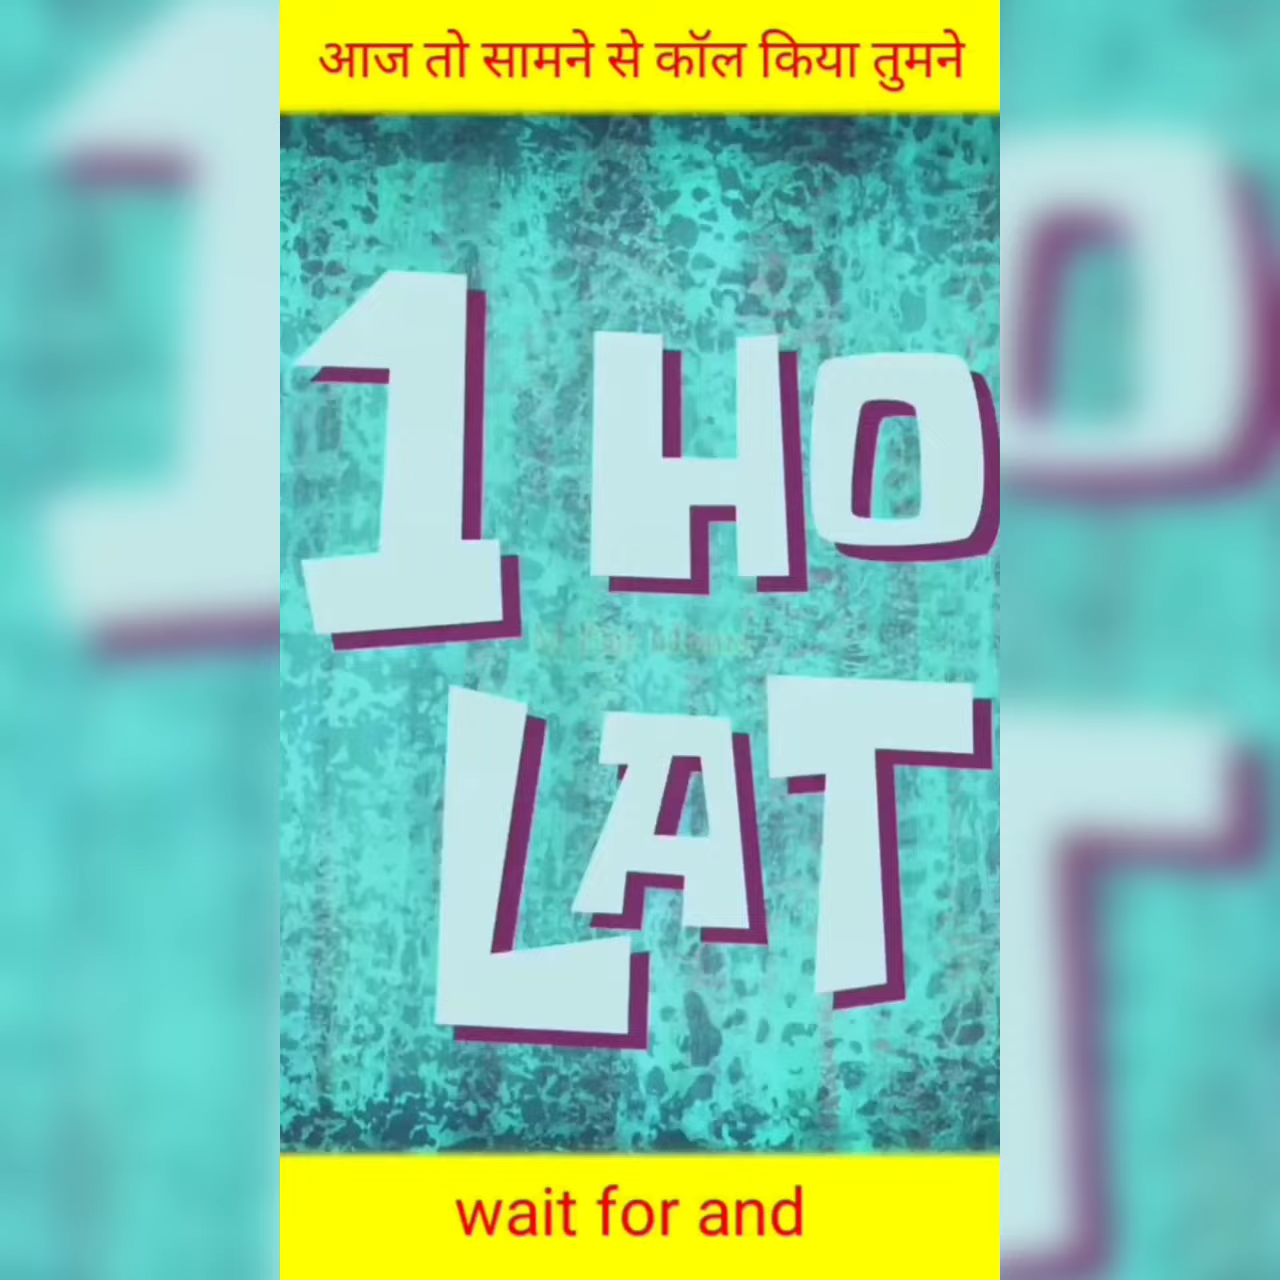 आज तो सामने से कॉल किया तुमने
1 HO
LAT
wait for and